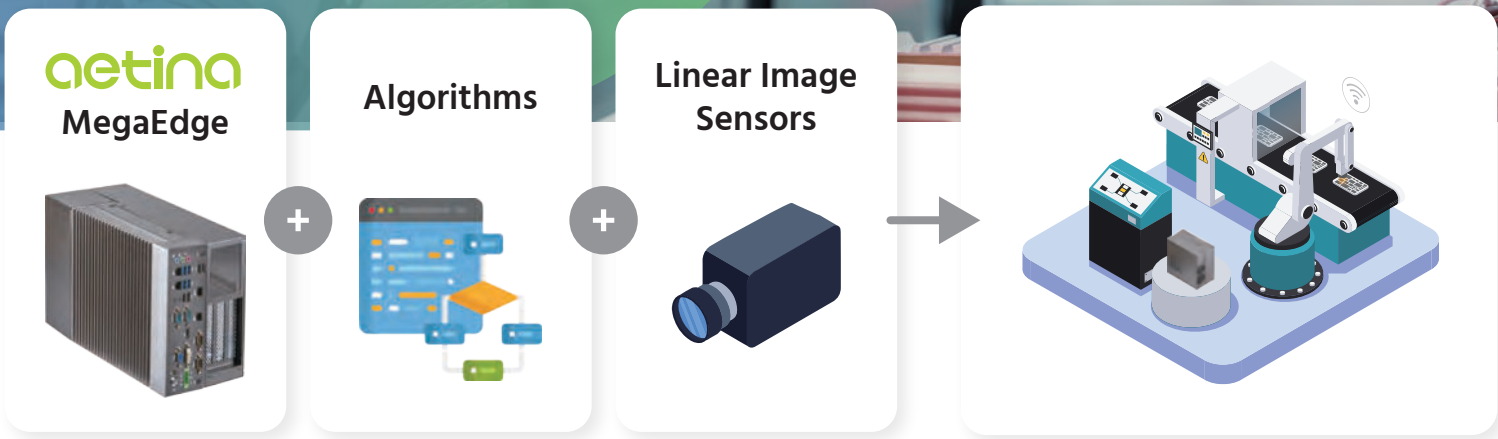 aetina
MegaEdge
Algorithms
Linear Image
Sensors
+
+